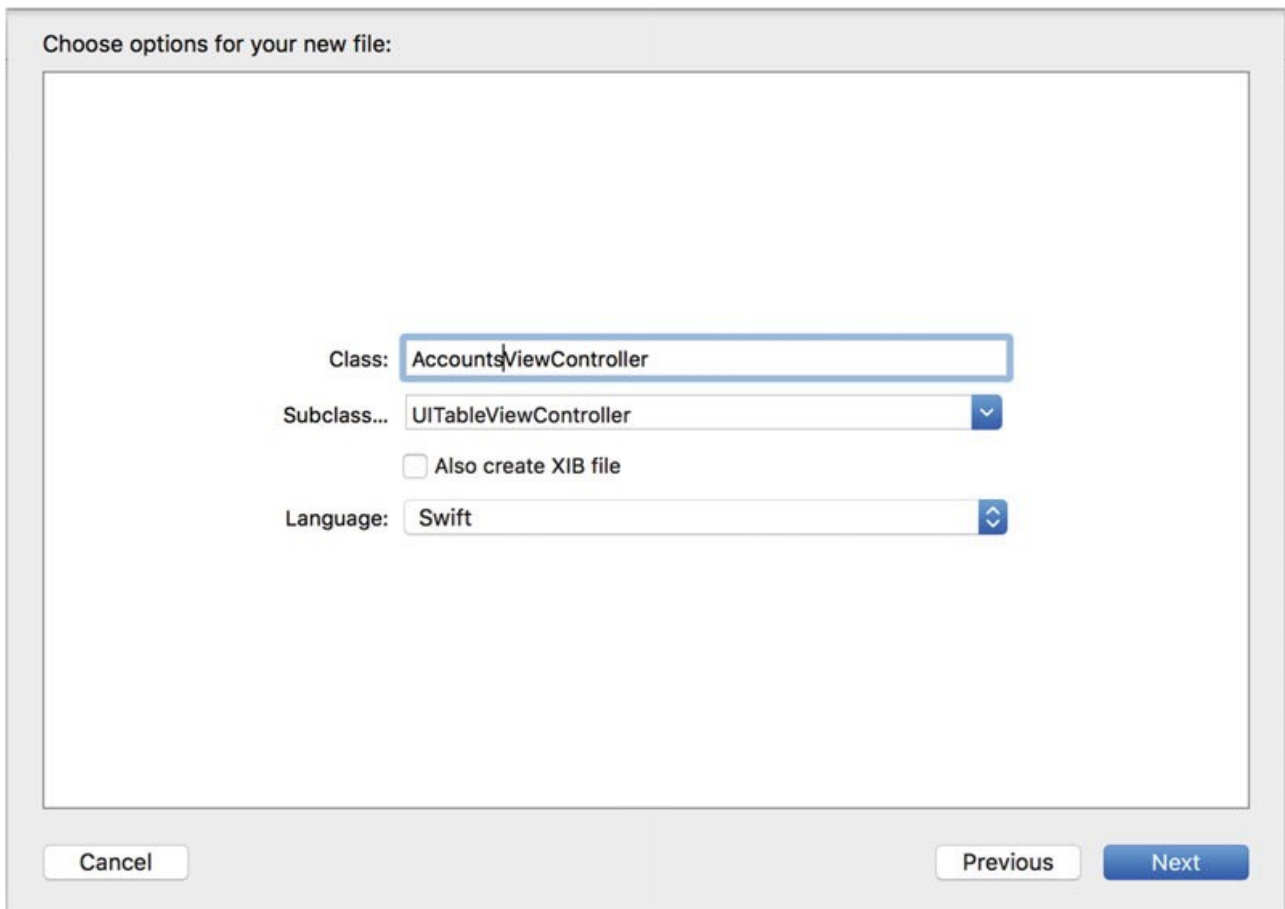 Choose options for your new file:
Class: AccountsViewController
Subclass... UITableViewController
Also create XIB file
Language: Swift
Cancel Previous Next